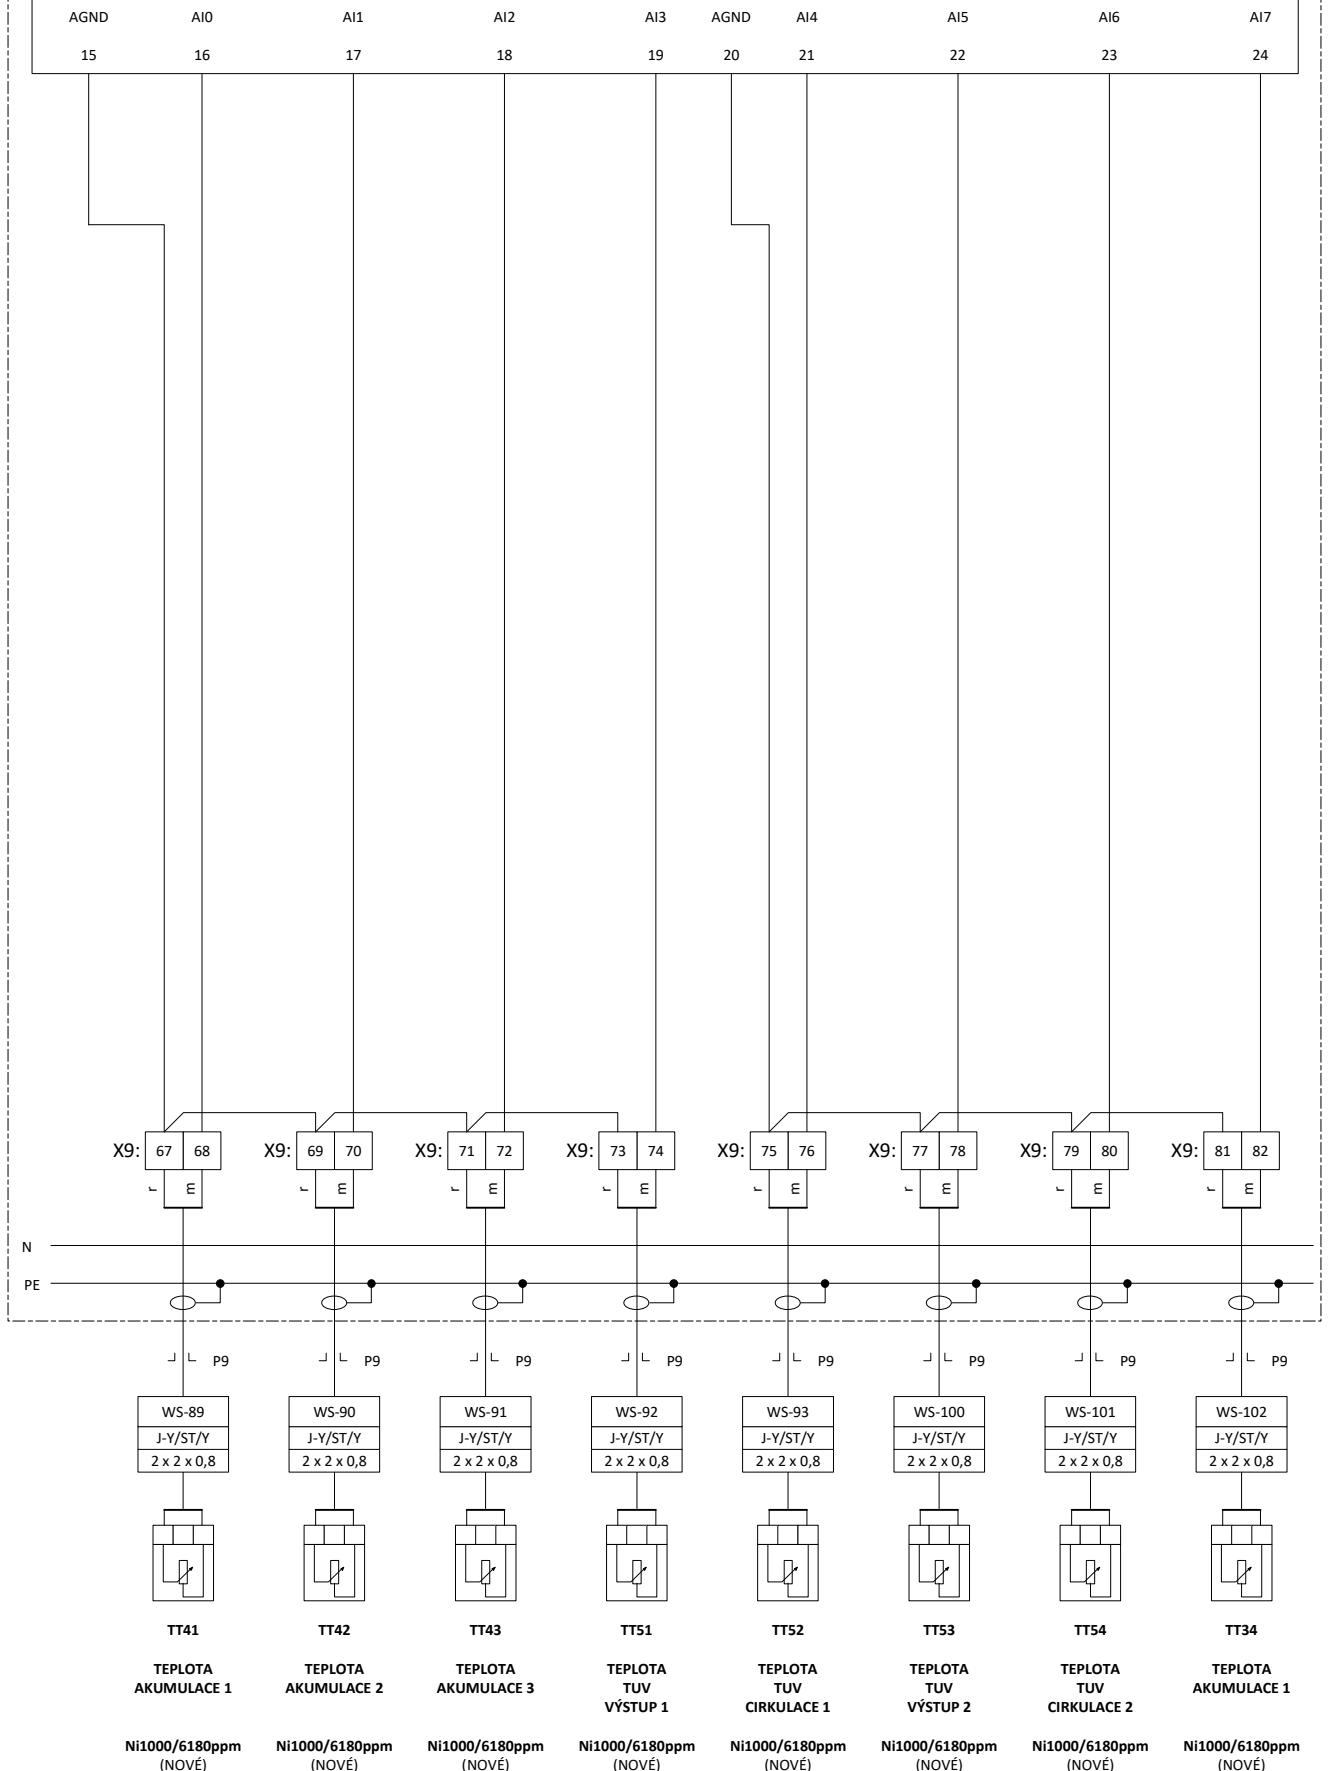 AGND AI0 AI1 AI2 AI3 AGND AI4 AI5 AI6 AI7
15 16 17 18 19 20 21 22 23 24
X9: 67 68 X9: 69 70 X9: 71 72 X9: 73 74 X9: 75 76 X9: 77 78 X9: 79 80 X9: 81 82
r m r m r m r m r m r m r m r m
N
PE
P9 P9 P9 P9 P9 P9 P9 P9
WS-89 WS-90 WS-91 WS-92 WS-93 WS-100 WS-101 WS-102
J-Y/ST/Y J-Y/ST/Y J-Y/ST/Y J-Y/ST/Y J-Y/ST/Y J-Y/ST/Y J-Y/ST/Y J-Y/ST/Y
2 x 2 x 0,8 2 x 2 x 0,8 2 x 2 x 0,8 2 x 2 x 0,8 2 x 2 x 0,8 2 x 2 x 0,8 2 x 2 x 0,8 2 x 2 x 0,8
TT41 TT42 TT43 TT51 TT52 TT53 TT54 TT34
TEPLOTA TEPLOTA TEPLOTA TEPLOTA TEPLOTA TEPLOTA TEPLOTA TEPLOTA
AKUMULACE 1 AKUMULACE 2 AKUMULACE 3 TUV TUV TUV TUV AKUMULACE 1
VÝSTUP 1 CIRKULACE 1 VÝSTUP 2 CIRKULACE 2
Ni1000/6180ppm Ni1000/6180ppm Ni1000/6180ppm Ni1000/6180ppm Ni1000/6180ppm Ni1000/6180ppm Ni1000/6180ppm Ni1000/6180ppm
(NOVÉ) (NOVÉ) (NOVÉ) (NOVÉ) (NOVÉ) (NOVÉ) (NOVÉ) (NOVÉ)